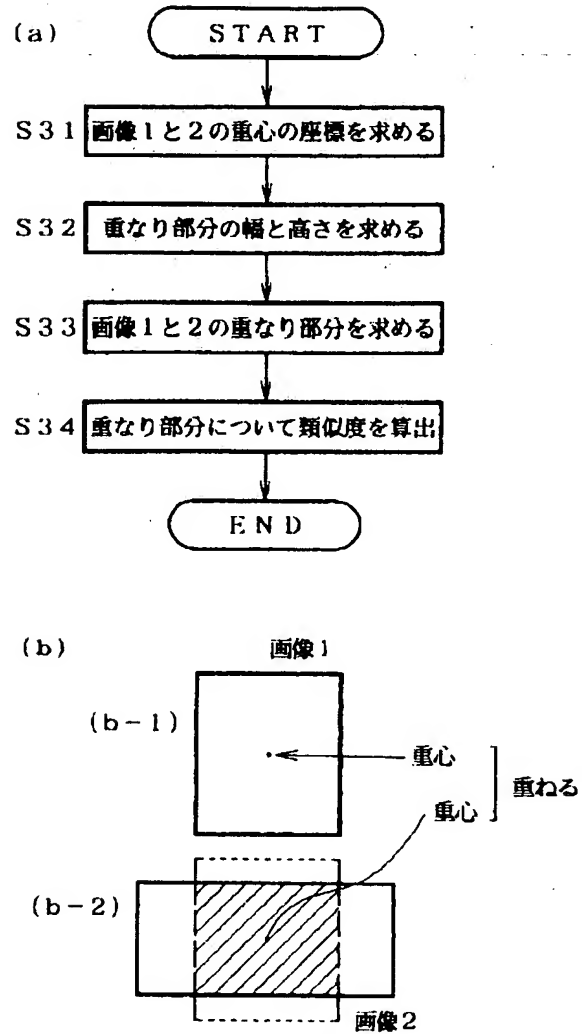 (a)
START
S31 画像1と2の重心の座標を求める
S32 重なり部分の幅と高さを求める
S33 画像1と2の重なり部分を求める
S34 重なり部分について類似度を算出
END
(b)
画像1
(b-1)
重心
重ねる
重心
(b-2)
画像2